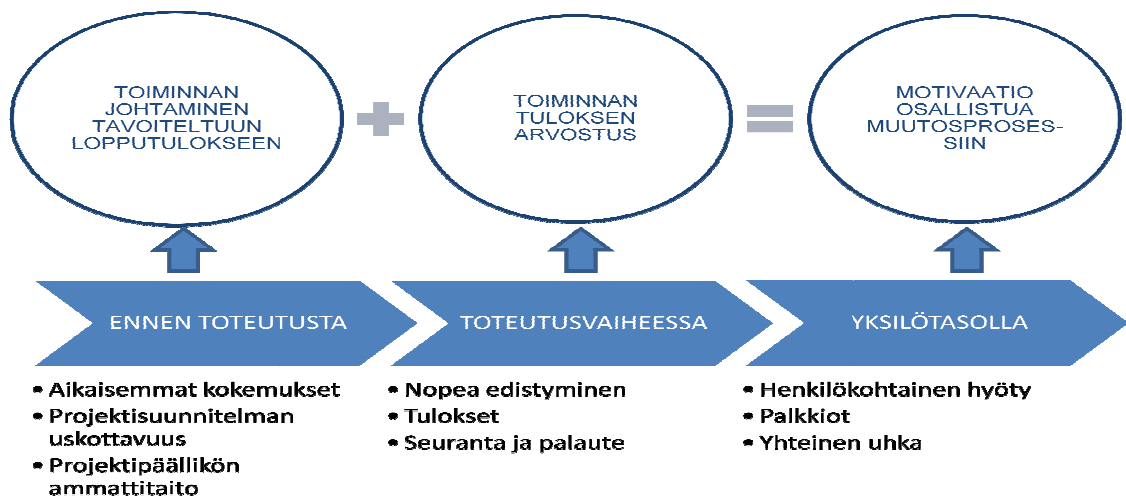 TOIMINNAN
JOHTAMINEN
TAVOITELTUUN
LOPPUTULOKSEEN
+
TOIMINNAN
TULOKSEN
ARVOSTUS
=
MOTIVAATIO
OSALLISTUA
MUUTOSPROSES-
SIIN
ENNEN TOTEUTUSTA
TOTEUTUSVAIHEESSA
YKSILÖTASOLLA
• Aikaisemmat kokemukset
• Projektisuunnitelman
uskottavuus
• Projektipäällikön
ammattitaito
• Nopea edistyminen
• Tulokset
• Seuranta ja palaute
• Henkilökohtainen hyöty
• Palkkiot
• Yhteinen uhka